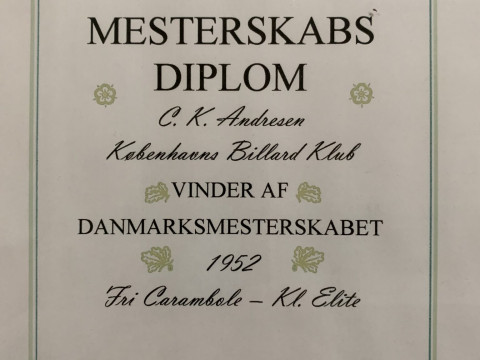 MESTERSKABS
DIPLOM
C. K. Andresen
Københavns Billard Klub
VINDER AF
DANMARKSMESTERSKABET
1952
Fri Carambole – Kl. Elite